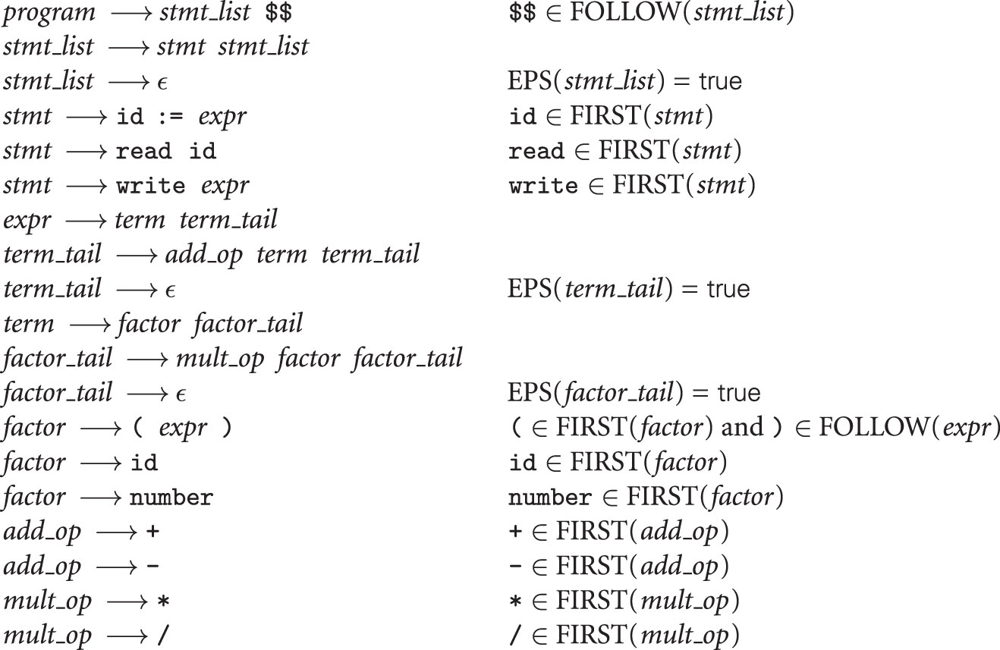 program ⟶ stmt_list $$ $$ ∈ FOLLOW(stmt_list)
stmt_list ⟶ stmt stmt_list
stmt_list ⟶ ϵ EPS(stmt_list) = true
stmt ⟶ id := expr id ∈ FIRST(stmt)
stmt ⟶ read id read ∈ FIRST(stmt)
stmt ⟶ write expr write ∈ FIRST(stmt)
expr ⟶ term term_tail
term_tail ⟶ add_op term term_tail
term_tail ⟶ ϵ EPS(term_tail) = true
term ⟶ factor factor_tail
factor_tail ⟶ mult_op factor factor_tail
factor_tail ⟶ ϵ EPS(factor_tail) = true
factor ⟶ ( expr ) ( ∈ FIRST(factor) and ) ∈ FOLLOW(expr)
factor ⟶ id id ∈ FIRST(factor)
factor ⟶ number number ∈ FIRST(factor)
add_op ⟶ + + ∈ FIRST(add_op)
add_op ⟶ - - ∈ FIRST(add_op)
mult_op ⟶ * * ∈ FIRST(mult_op)
mult_op ⟶ / / ∈ FIRST(mult_op)